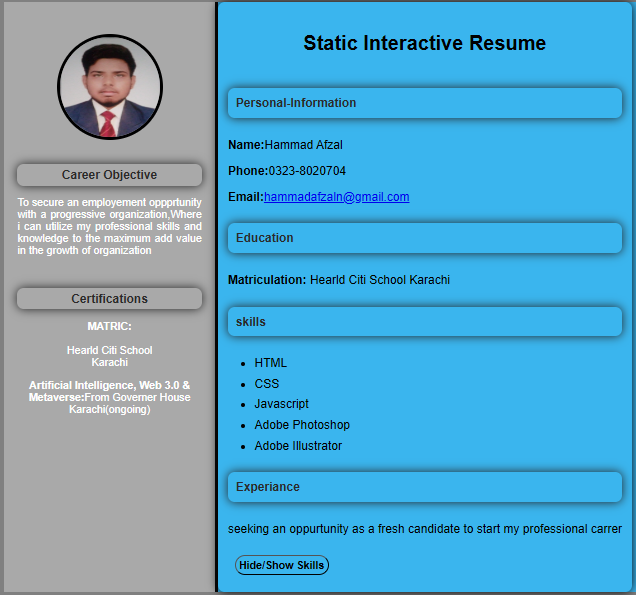 Static Interactive Resume
Career Objective
To secure an employement oppprtunity
with a progressive organization,Where
i can utilize my professional skills and
knowledge to the maximum add value
in the growth of organization
Certifications
MATRIC:
Hearld Citi School
Karachi
Artificial Intelligence, Web 3.0 &
Metaverse:From Governer House
Karachi(ongoing)
Personal-Information
Name:Hammad Afzal
Phone:0323-8020704
Email:hammadafzaln@gmail.com
Education
Matriculation: Hearld Citi School Karachi
skills
• HTML
• CSS
• Javascript
• Adobe Photoshop
• Adobe Illustrator
Experiance
seeking an oppurtunity as a fresh candidate to start my professional carrer
Hide/Show Skills